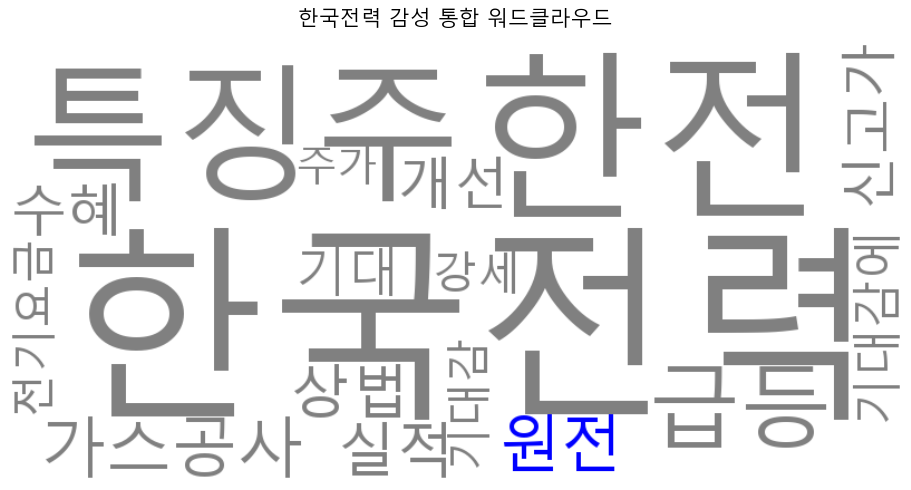 한국전력 감성 통합 워드클라우드
특징주
한전
신고가
주가
개선
수혜
한국전력
기대
강세
기대감에
전기요금
상법
기대감
급등
가스공사
실적
원전